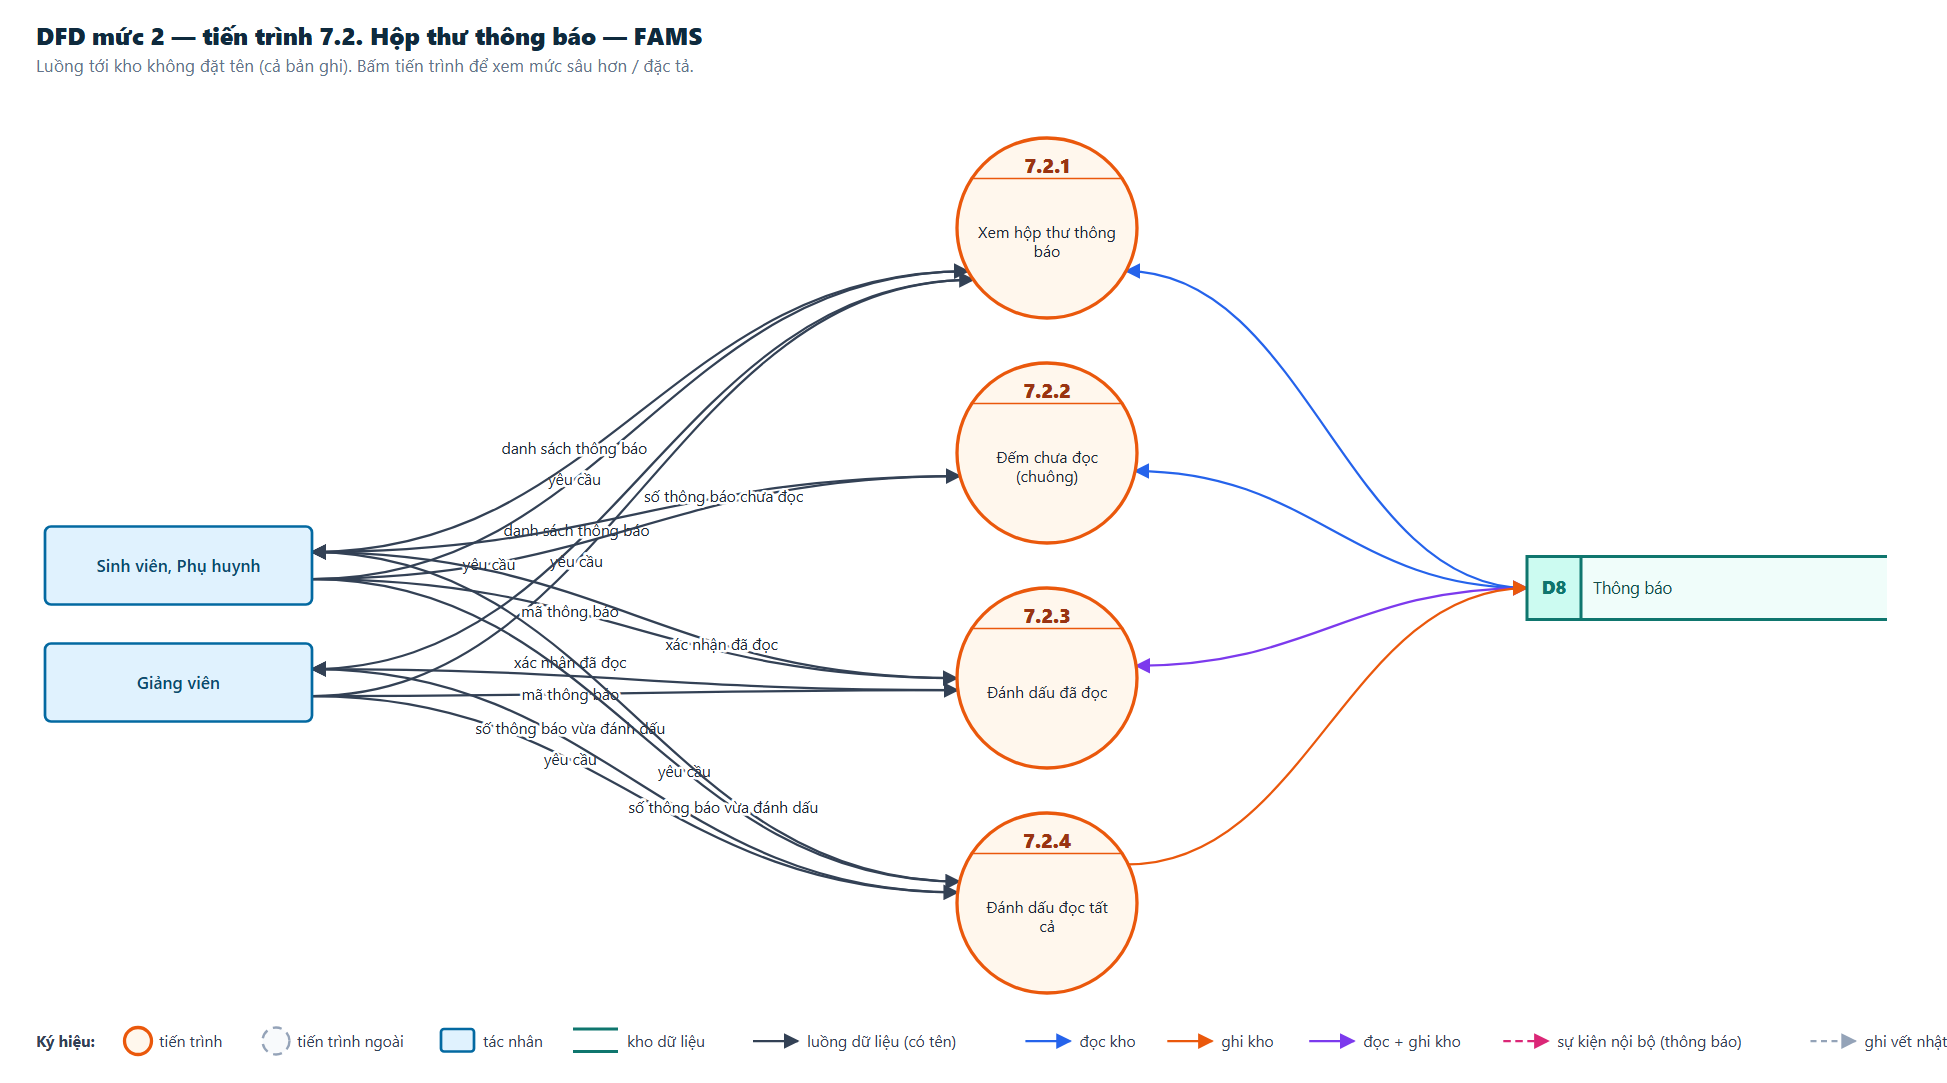 DFD mức 2 — tiến trình 7.2. Hộp thư thông báo — FAMS
Luồng tới kho không đặt tên (cả bản ghi). Bấm tiến trình để xem mức sâu hơn / đặc tả.
7.2.1
Xem hộp thư thông
báo
7.2.2
Đếm chưa đọc
(chuông)
danh sách thông báo
yêu cầu
số thông báo chưa đọc
danh sách thông báo
yêu cầu
yêu cầu
Sinh viên, Phụ huynh
D8
Thông báo
mã thông báo
7.2.3
xác nhận đã đọc
xác nhận đã đọc
Giảng viên
Đánh dấu đã đọc
mã thông báo
số thông báo vừa đánh dấu
yêu cầu
yêu cầu
số thông báo vừa đánh dấu
7.2.4
Đánh dấu đọc tất
cả
Ký hiệu:
tiến trình
tiến trình ngoài
tác nhân
kho dữ liệu
luồng dữ liệu (có tên)
đọc kho
ghi kho
đọc + ghi kho
sự kiện nội bộ (thông báo)
ghi vết nhật